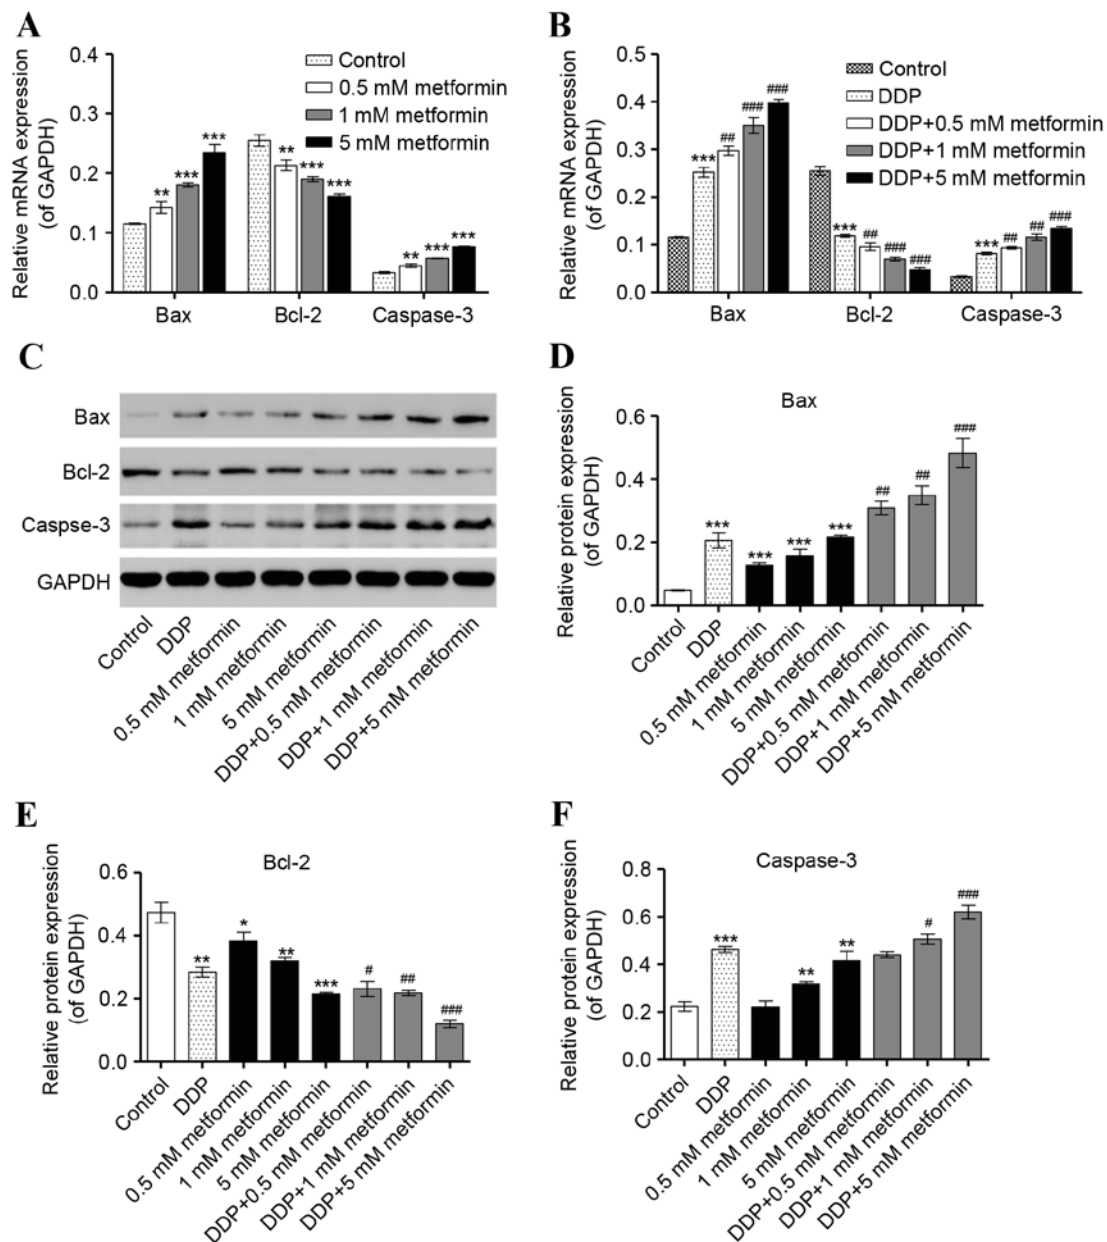 A
Relative mRNA expression
(of GAPDH)
0.4
0.3
0.2
0.1
0.0
Control
0.5 mM metformin
1 mM metformin
5 mM metformin
** *** ***
** *** ***
** *** ***
Bax Bcl-2 Caspase-3
B
Relative mRNA expression
(of GAPDH)
0.5
0.4
0.3
0.2
0.1
0.0
Control
DDP
DDP+0.5 mM metformin
DDP+1 mM metformin
DDP+5 mM metformin
*** ## ### ###
*** ## ### ###
*** ## ## ###
Bax Bcl-2 Caspase-3
C
Bax
Bcl-2
Caspse-3
GAPDH
Control
DDP
0.5 mM metformin
1 mM metformin
5 mM metformin
DDP+0.5 mM metformin
DDP+1 mM metformin
DDP+5 mM metformin
D
Bax
Relative protein expression
(of GAPDH)
0.6
0.4
0.2
0.0
*** *** *** *** ## ## ###
Control
DDP
0.5 mM metformin
1 mM metformin
5 mM metformin
DDP+0.5 mM metformin
DDP+1 mM metformin
DDP+5 mM metformin
E
Bcl-2
Relative protein expression
(of GAPDH)
0.6
0.4
0.2
0.0
** * ** *** # ## ###
Control
DDP
0.5 mM metformin
1 mM metformin
5 mM metformin
DDP+0.5 mM metformin
DDP+1 mM metformin
DDP+5 mM metformin
F
Caspase-3
Relative protein expression
(of GAPDH)
0.8
0.6
0.4
0.2
0.0
*** ** ** # ###
Control
DDP
0.5 mM metformin
1 mM metformin
5 mM metformin
DDP+0.5 mM metformin
DDP+1 mM metformin
DDP+5 mM metformin